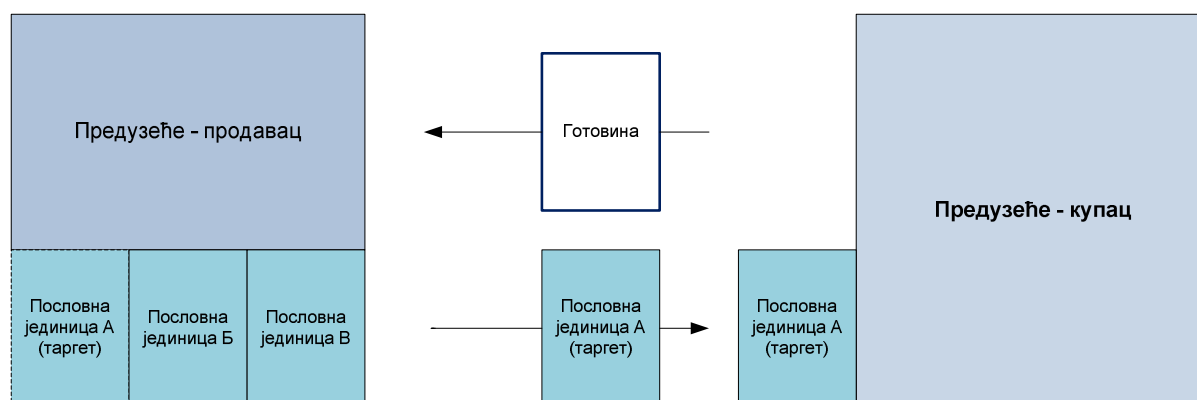 Предузеће - продавац
Готовина
Предузеће - купац
Пословна
јединица А
(таргет)
Пословна
јединица Б
Пословна
јединица В
Пословна
јединица А
(таргет)
Пословна
јединица А
(таргет)